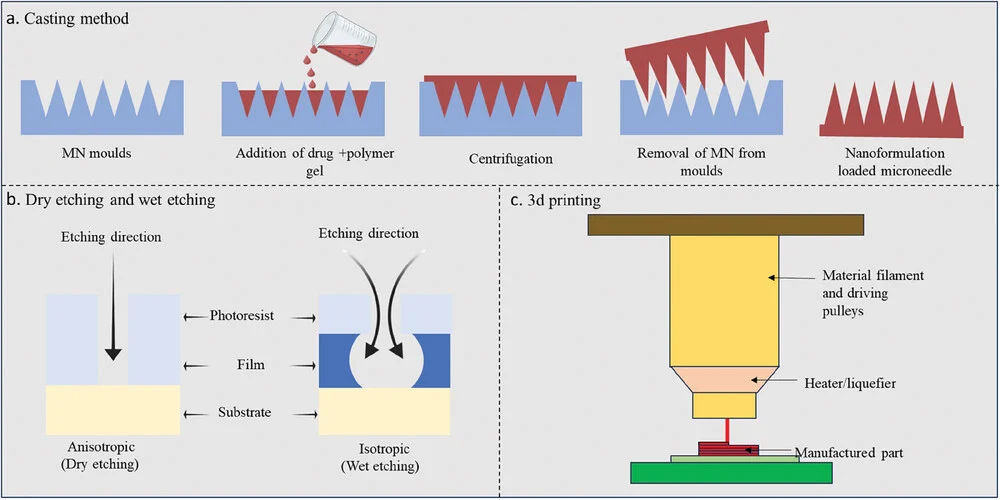 a. Casting method
MN moulds
Addition of drug +polymer
gel
Centrifugation
Removal of MN from
moulds
Nanoformulation
loaded microneedle
b. Dry etching and wet etching
Etching direction
Etching direction
Photoresist
Film
Substrate
Anisotropic
(Dry etching)
Isotropic
(Wet etching)
c. 3d printing
Material filament
and driving
pulleys
Heater/liquefier
Manufactured part